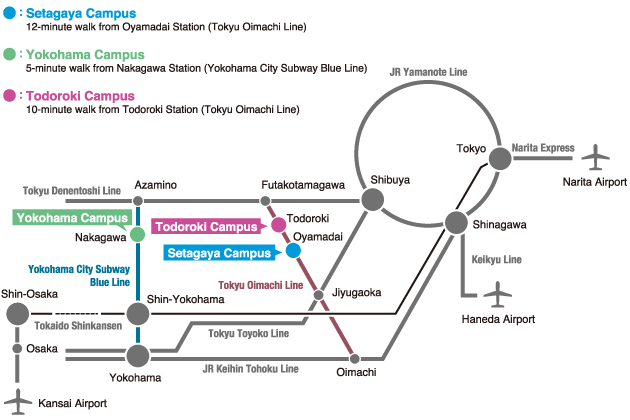 : Setagaya Campus
12-minute walk from Oyamadai Station (Tokyu Oimachi Line)
: Yokohama Campus
5-minute walk from Nakagawa Station (Yokohama City Subway Blue Line)
: Todoroki Campus
10-minute walk from Todoroki Station (Tokyu Oimachi Line)
JR Yamanote Line
Tokyo
Narita Express
Narita Airport
Tokyu Denentoshi Line
Azamino
Futakotamagawa
Shibuya
Yokohama Campus
Nakagawa
Todoroki Campus
Todoroki
Oyamadai
Setagaya Campus
Shinagawa
Keikyu Line
Haneda Airport
Yokohama City Subway
Blue Line
Tokyu Oimachi Line
Jiyugaoka
Shin-Osaka
Shin-Yokohama
Tokaido Shinkansen
Tokyu Toyoko Line
Osaka
Yokohama
JR Keihin Tohoku Line
Oimachi
Kansai Airport